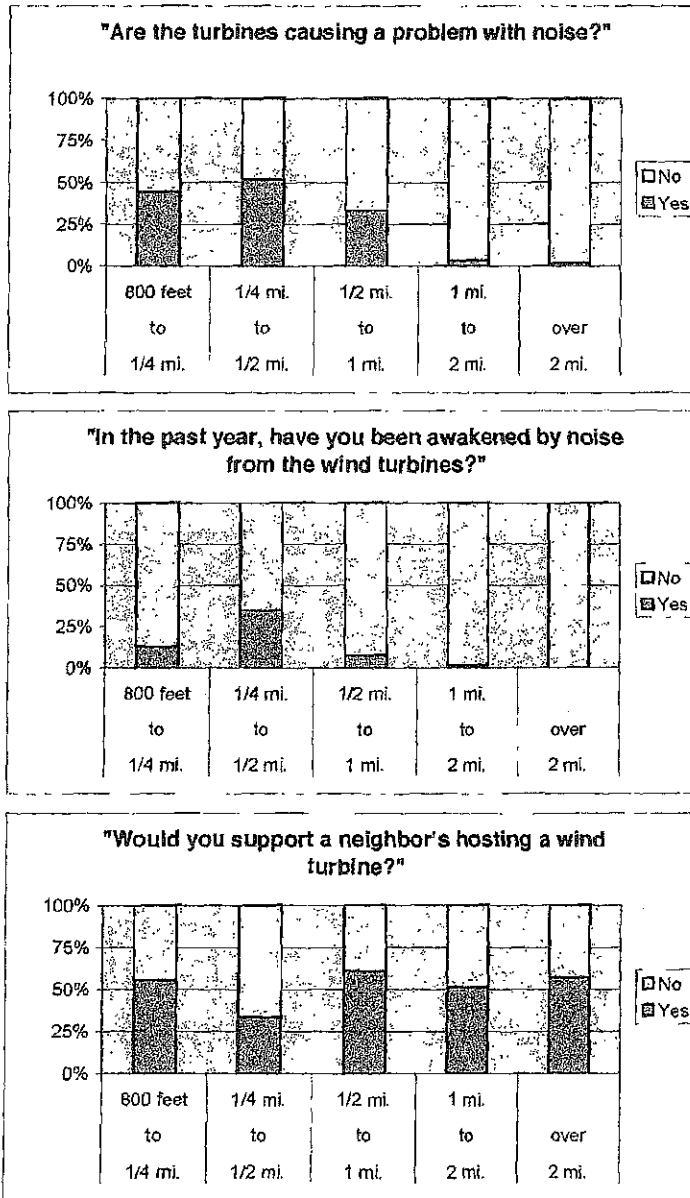 "Are the turbines causing a problem with noise?"
100%
75%
50%
25%
0%
No
Yes
800 feet 1/4 mi. 1/2 mi. 1 mi.
to to to to over
1/4 mi. 1/2 mi. 1 mi. 2 mi. 2 mi.
"In the past year, have you been awakened by noise
from the wind turbines?"
100%
75%
50%
25%
0%
No
Yes
800 feet 1/4 mi. 1/2 mi. 1 mi.
to to to to over
1/4 mi. 1/2 mi. 1 mi. 2 mi. 2 mi.
"Would you support a neighbor's hosting a wind
turbine?"
100%
75%
50%
25%
0%
No
Yes
800 feet 1/4 mi. 1/2 mi. 1 mi.
to to to to over
1/4 mi. 1/2 mi. 1 mi. 2 mi. 2 mi.